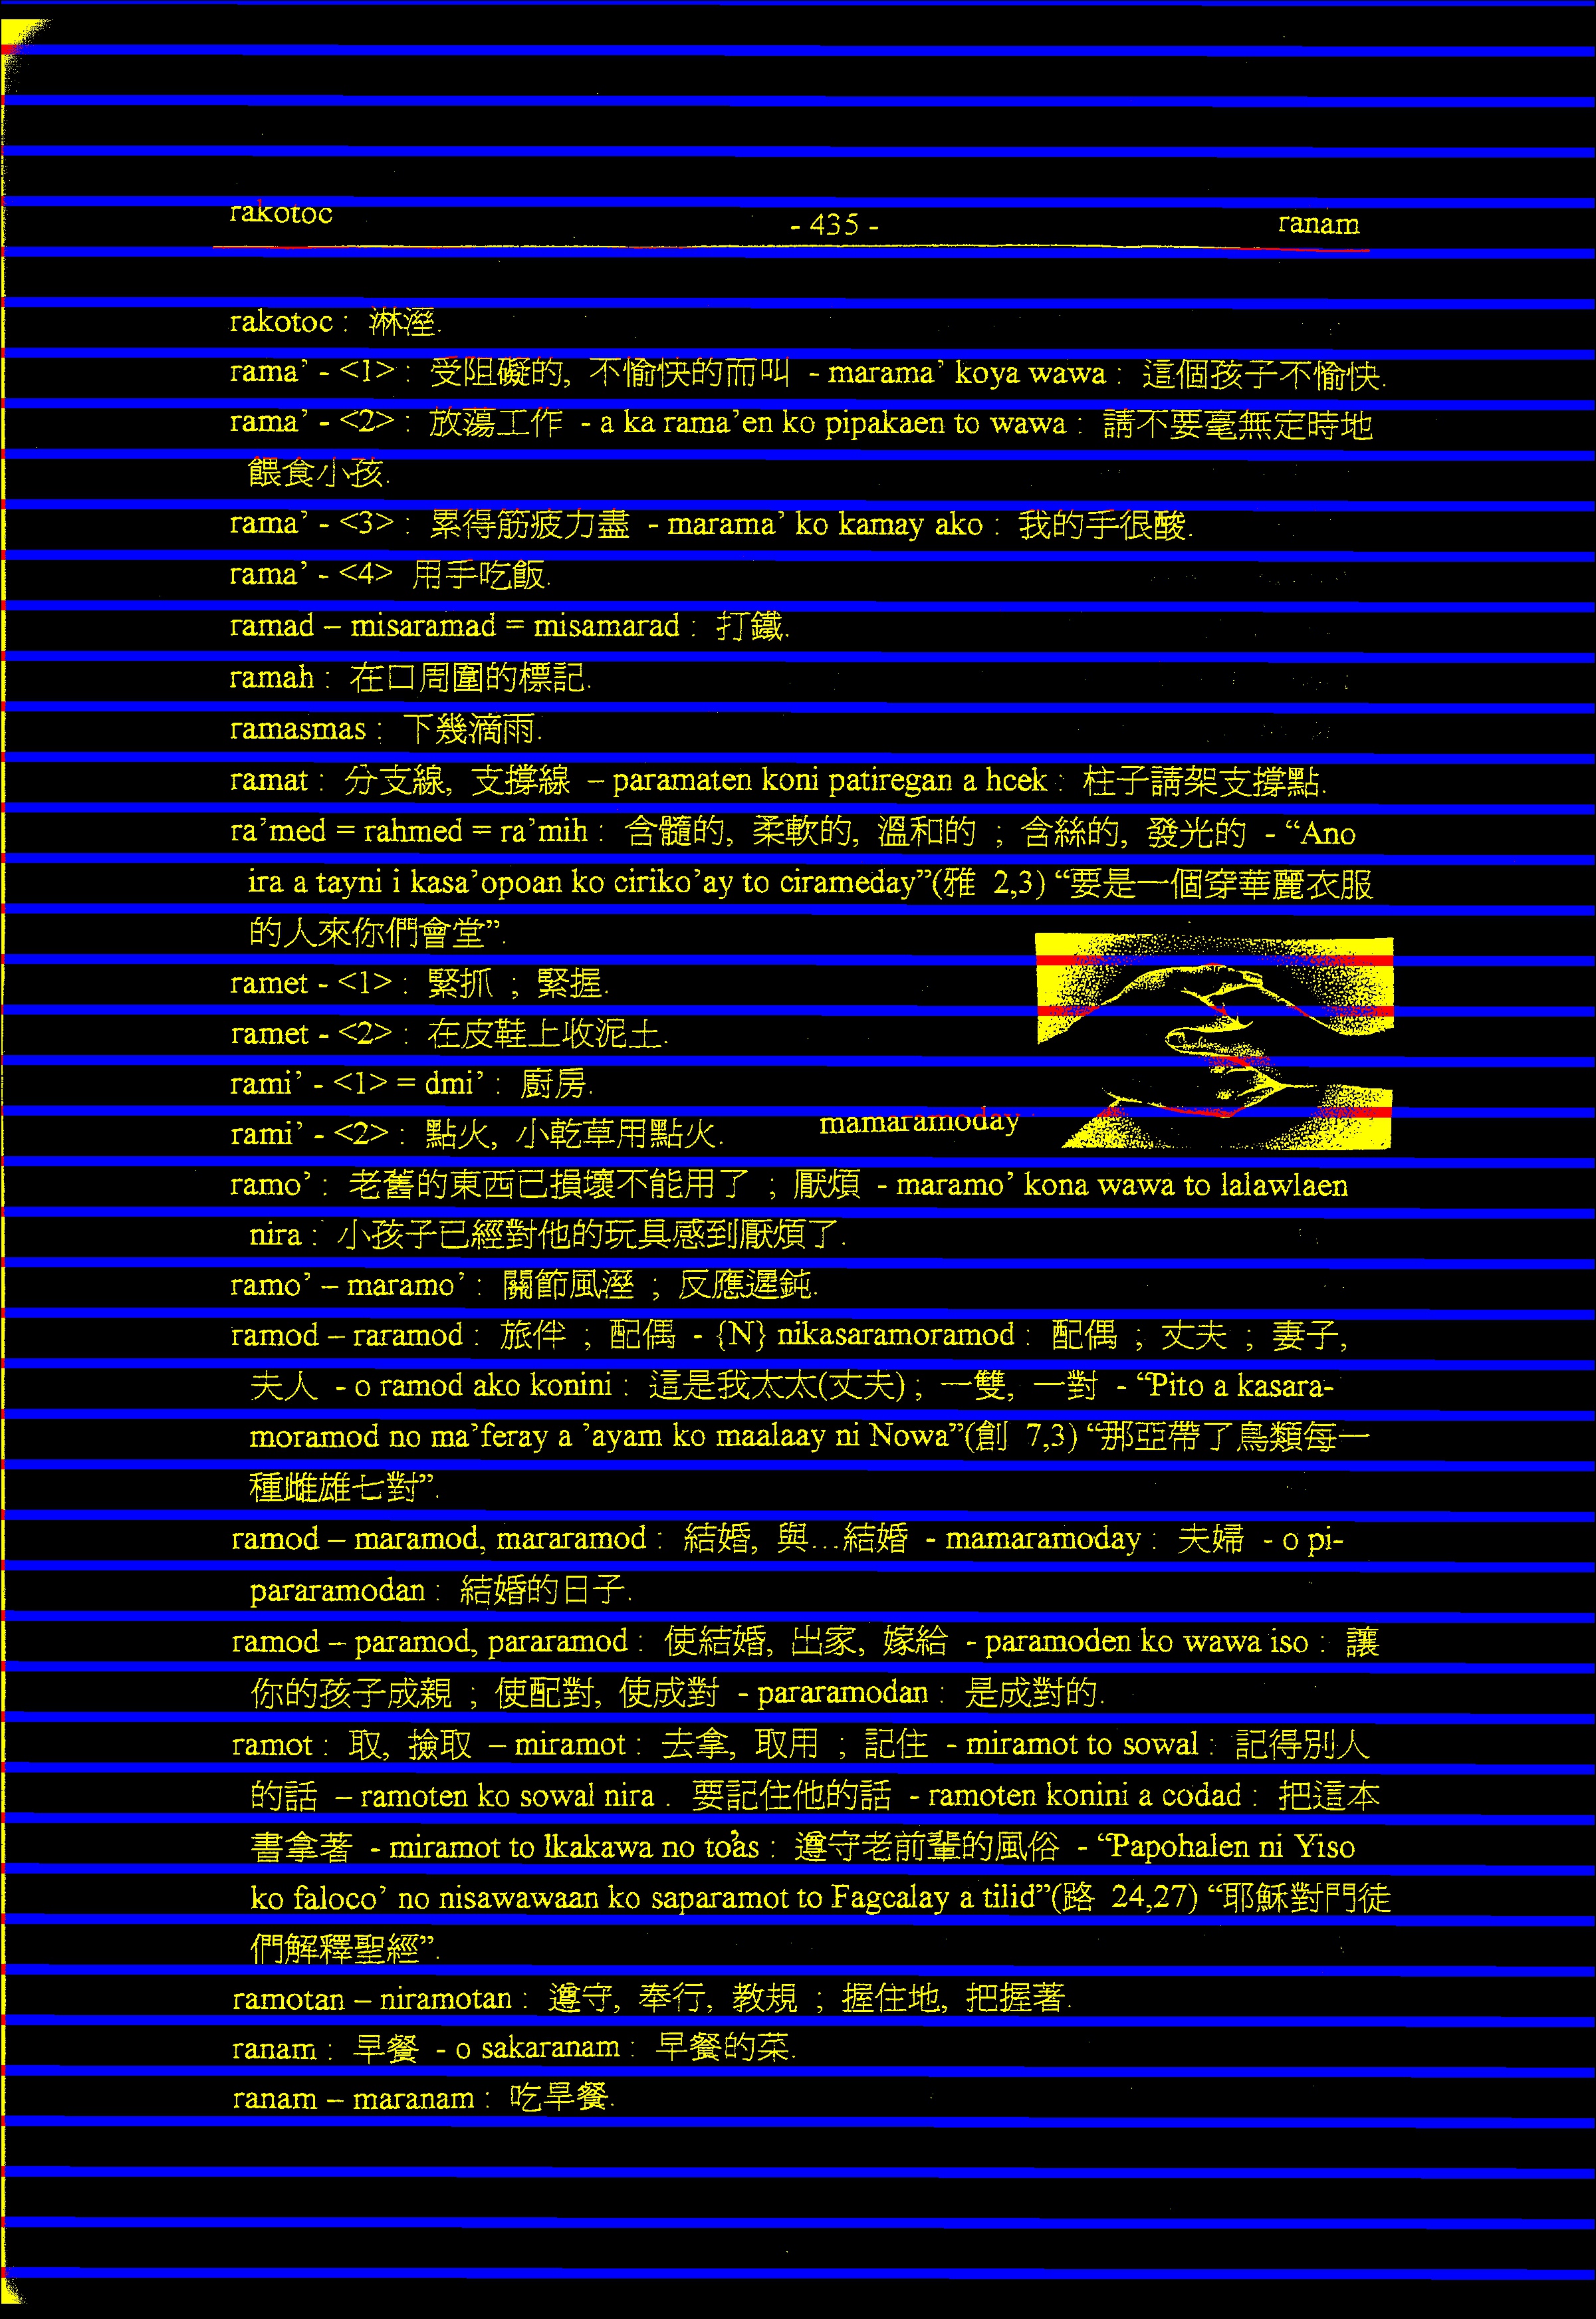 rakotoc - 435 - ranam
rakotoc : 淋溼.
rama’ - <1> : 受阻礙的, 不愉快的而叫 - marama’ koya wawa : 這個孩子不愉快.
rama’ - <2> : 放蕩工作 - a ka rama’en ko pipakaen to wawa : 請不要毫無定時地
餵食小孩.
rama’ - <3> : 累得筋疲力盡 - marama’ ko kamay ako : 我的手很酸.
rama’ - <4> 用手吃飯.
ramad – misaramad = misamarad : 打鐵.
ramah : 在口周圍的標記.
ramasmas : 下幾滴雨.
ramat : 分支線, 支撐線 – paramaten koni patiregan a hcek : 柱子請架支撐點.
ra’med = rahmed = ra’mih : 含髓的, 柔軟的, 溫和的 ; 含絲的, 發光的 - “Ano
ira a tayni i kasa’opoan ko ciriko’ay to cirameday”(雅 2,3) “要是一個穿華麗衣服
的人來你們會堂”.
ramet - <1> : 緊抓 ; 緊握.
ramet - <2> : 在皮鞋上收泥土.
rami’ - <1> = dmi’ : 廚房.
rami’ - <2> : 點火, 小乾草用點火.
mamaramoday
ramo’ : 老舊的東西已損壞不能用了 ; 厭煩 - maramo’ kona wawa to lalawlaen
nira : 小孩子已經對他的玩具感到厭煩了.
ramo’ – maramo’ : 關節風溼 ; 反應遲鈍.
ramod – raramod : 旅伴 ; 配偶 - {N} nikasaramoramod : 配偶 ; 丈夫 ; 妻子,
夫人 - o ramod ako konini : 這是我太太(丈夫) ; 一雙, 一對 - “Pito a kasara-
moramod no ma’feray a ’ayam ko maalaay ni Nowa”(創 7,3) “那亞帶了鳥類每一
種雌雄七對”.
ramod – maramod, mararamod : 結婚, 與…結婚 - mamaramoday : 夫婦 - o pi-
pararamodan : 結婚的日子.
ramod – paramod, pararamod : 使結婚, 出家, 嫁給 - paramoden ko wawa iso : 讓
你的孩子成親 ; 使配對, 使成對 - pararamodan : 是成對的.
ramot : 取, 撿取 – miramot : 去拿, 取用 ; 記住 - miramot to sowal : 記得別人
的話 – ramoten ko sowal nira . 要記住他的話 - ramoten konini a codad : 把這本
書拿著 - miramot to lkakawa no to’as : 遵守老前輩的風俗 - “Papohalen ni Yiso
ko faloco’ no nisawawaan ko saparamot to Fagcalay a tilid”(路 24,27) “耶穌對門徒
們解釋聖經”.
ramotan – niramotan : 遵守, 奉行, 教規 ; 握住地, 把握著.
ranam : 早餐 - o sakaranam : 早餐的菜.
ranam – maranam : 吃早餐.